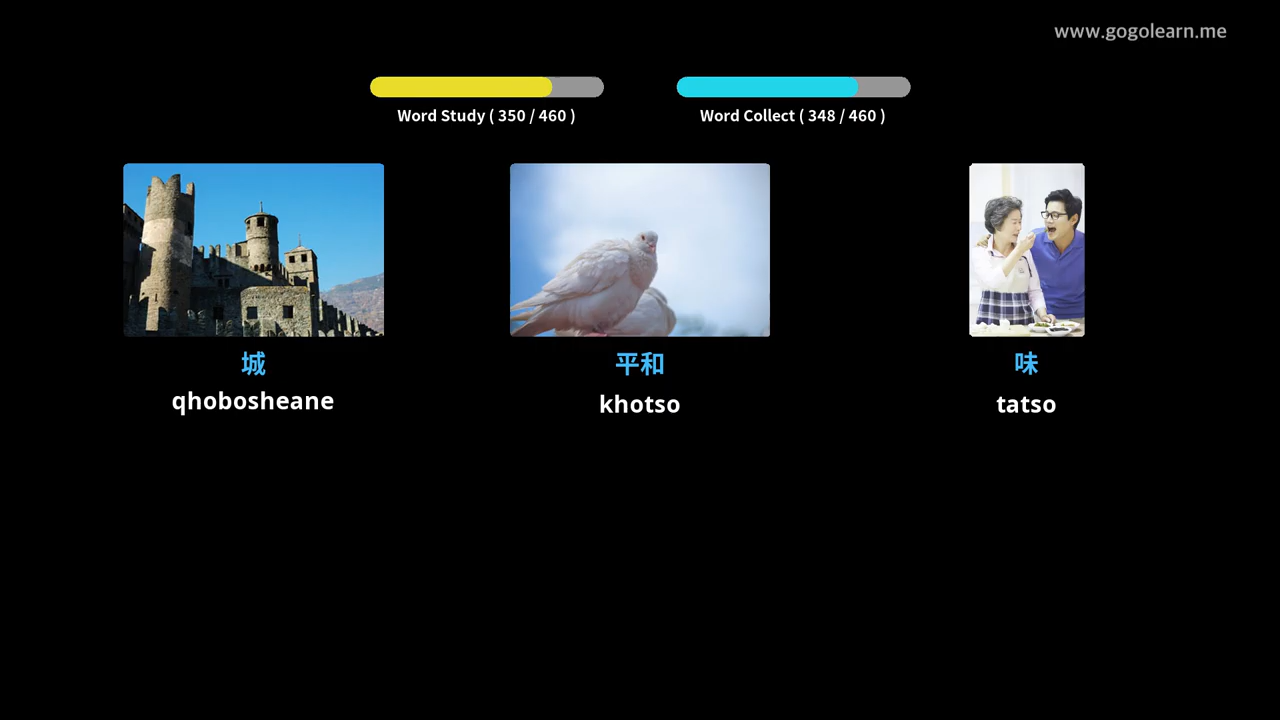 www.gogolearn.me
Word Study ( 350 / 460 )
Word Collect ( 348 / 460 )
城
qhobosheane
平和
khotso
味
tatso